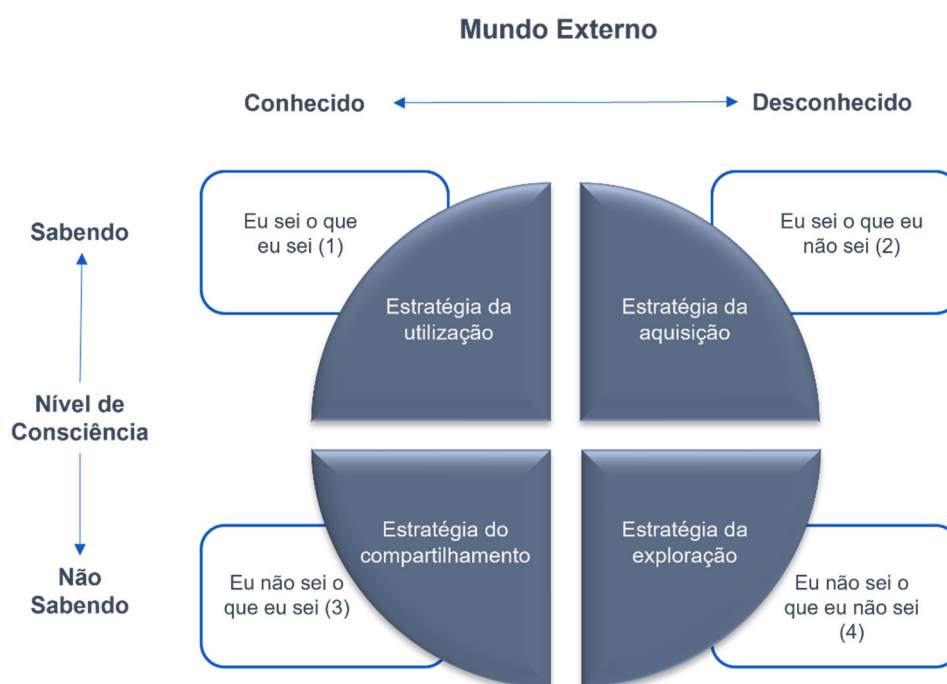 Mundo Externo
Conhecido
Desconhecido
Eu sei o que
eu sei (1)
Eu sei o que eu
não sei (2)
Sabendo
Estratégia da
utilização
Estratégia da
aquisição
Nível de
Consciência
Estratégia do
compartilhamento
Estratégia da
exploração
Não
Sabendo
Eu não sei o
que eu sei (3)
Eu não sei o
que eu não sei
(4)